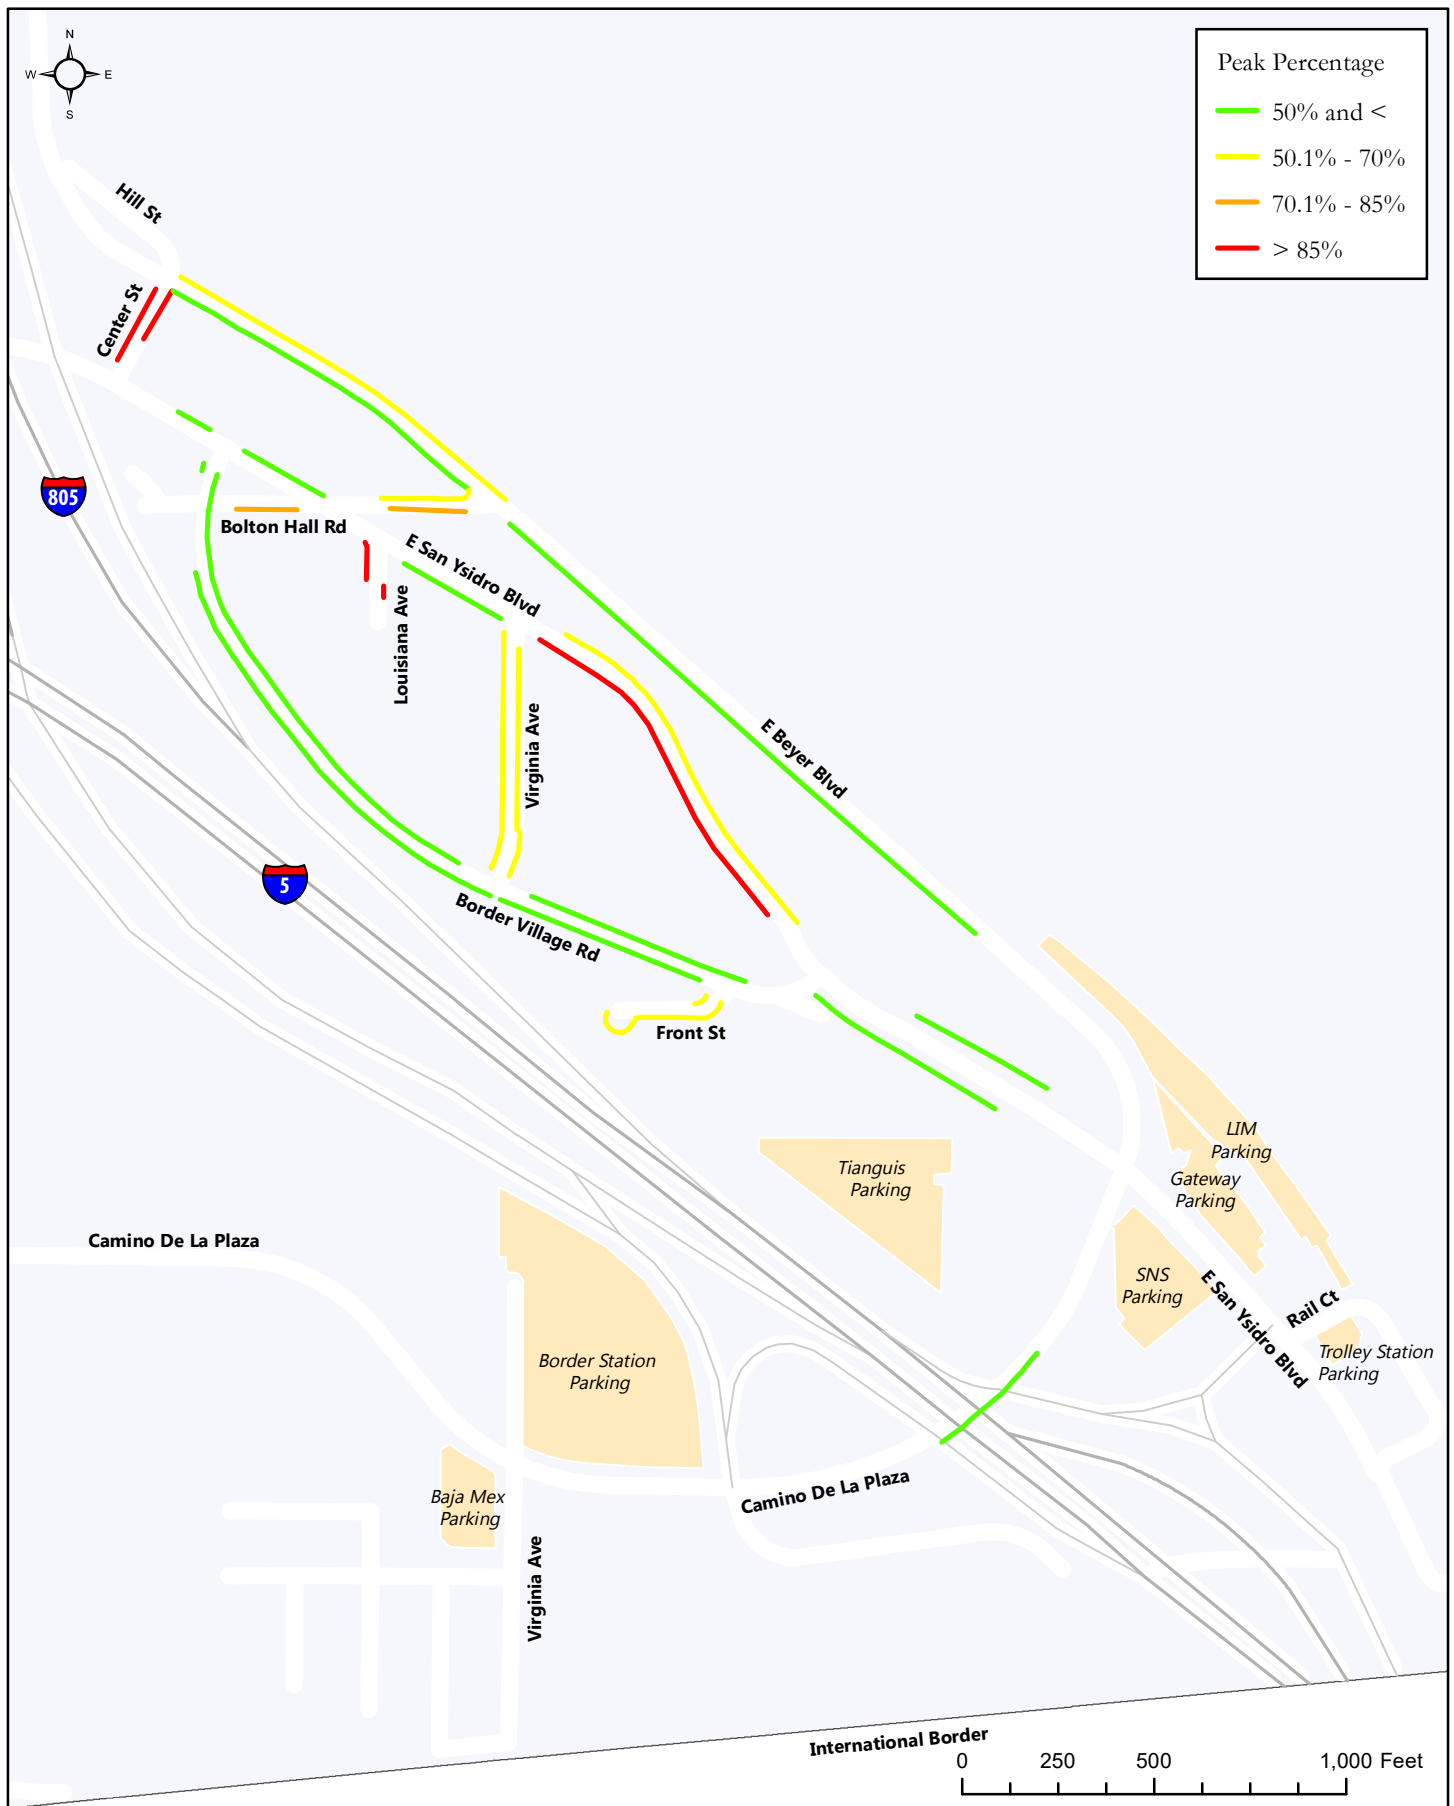 N
W E
S
Peak Percentage
50% and <
50.1% - 70%
70.1% - 85%
> 85%
Hill St
Center St
805
Bolton Hall Rd
E San Ysidro Blvd
Louisiana Ave
Virginia Ave
E Beyer Blvd
5
Border Village Rd
Front St
LIM
Parking
Tianguis
Parking
Gateway
Parking
Camino De La Plaza
SNS
Parking
E San Ysidro Blvd
Rail Ct
Trolley Station
Parking
Border Station
Parking
Baja Mex
Parking
Camino De La Plaza
Virginia Ave
International Border
0 250 500 1,000 Feet